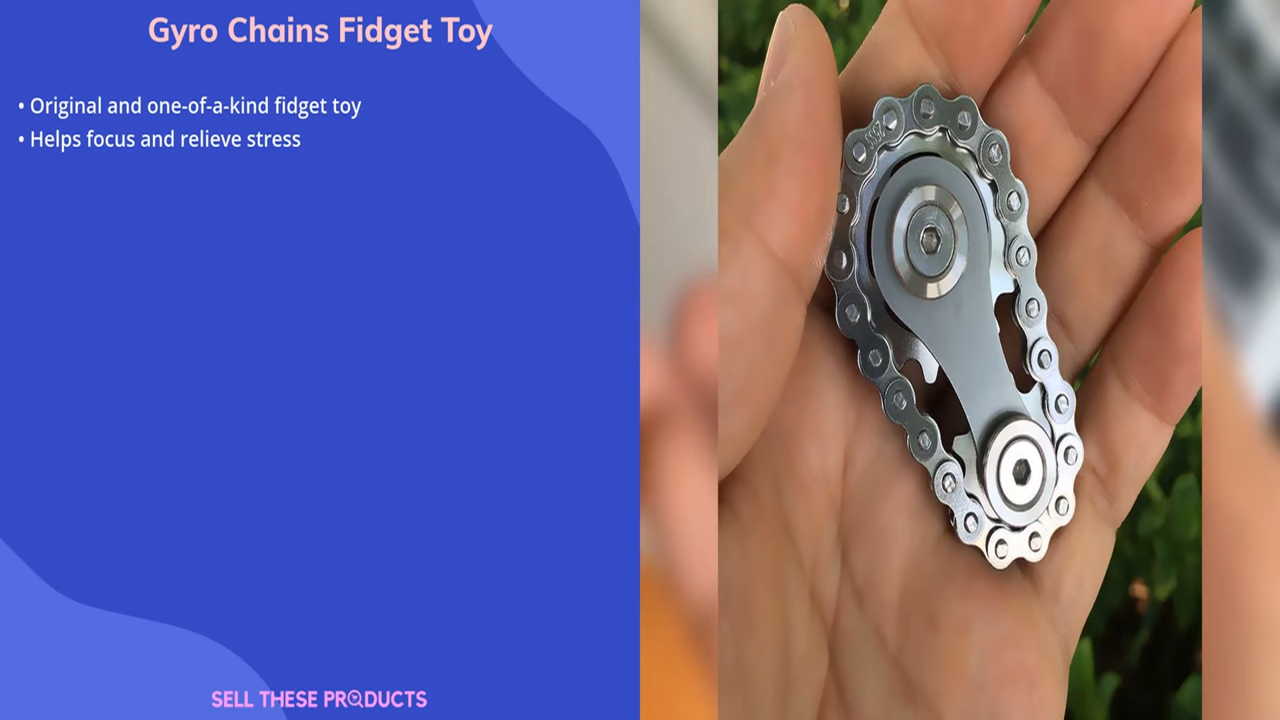 Gyro Chains Fidget Toy
• Original and one-of-a-kind fidget toy
• Helps focus and relieve stress
SELL THESE PRODUCTS